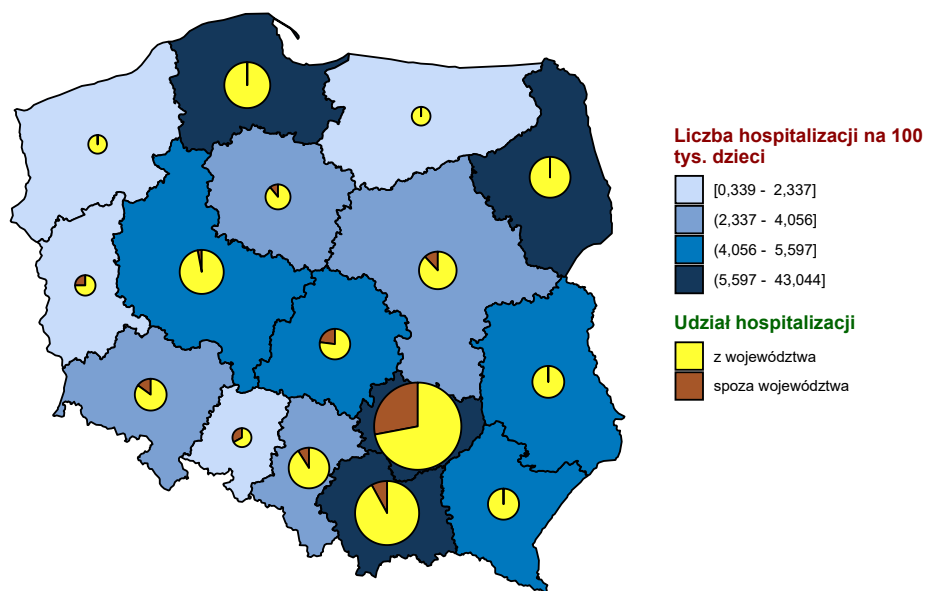 Liczba hospitalizacji na 100
tys. dzieci
[0,339 - 2,337]
(2,337 - 4,056]
(4,056 - 5,597]
(5,597 - 43,044]
Udział hospitalizacji
z województwa
spoza województwa